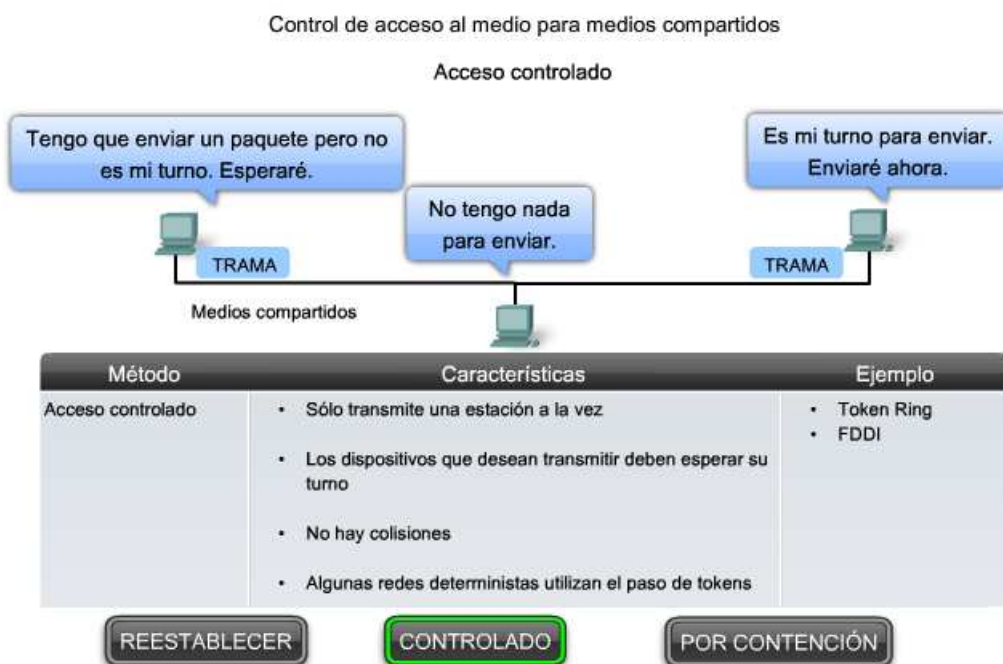 Control de acceso al medio para medios compartidos
Acceso controlado
Tengo que enviar un paquete pero no
es mi turno. Esperaré.
No tengo nada
para enviar.
Es mi turno para enviar.
Enviaré ahora.
TRAMA
TRAMA
Medios compartidos
Método
Características
Ejemplo
Acceso controlado
• Sólo transmite una estación a la vez
• Los dispositivos que desean transmitir deben esperar su
turno
• No hay colisiones
• Algunas redes deterministas utilizan el paso de tokens
• Token Ring
• FDDI
REESTABLECER
CONTROLADO
POR CONTENCIÓN